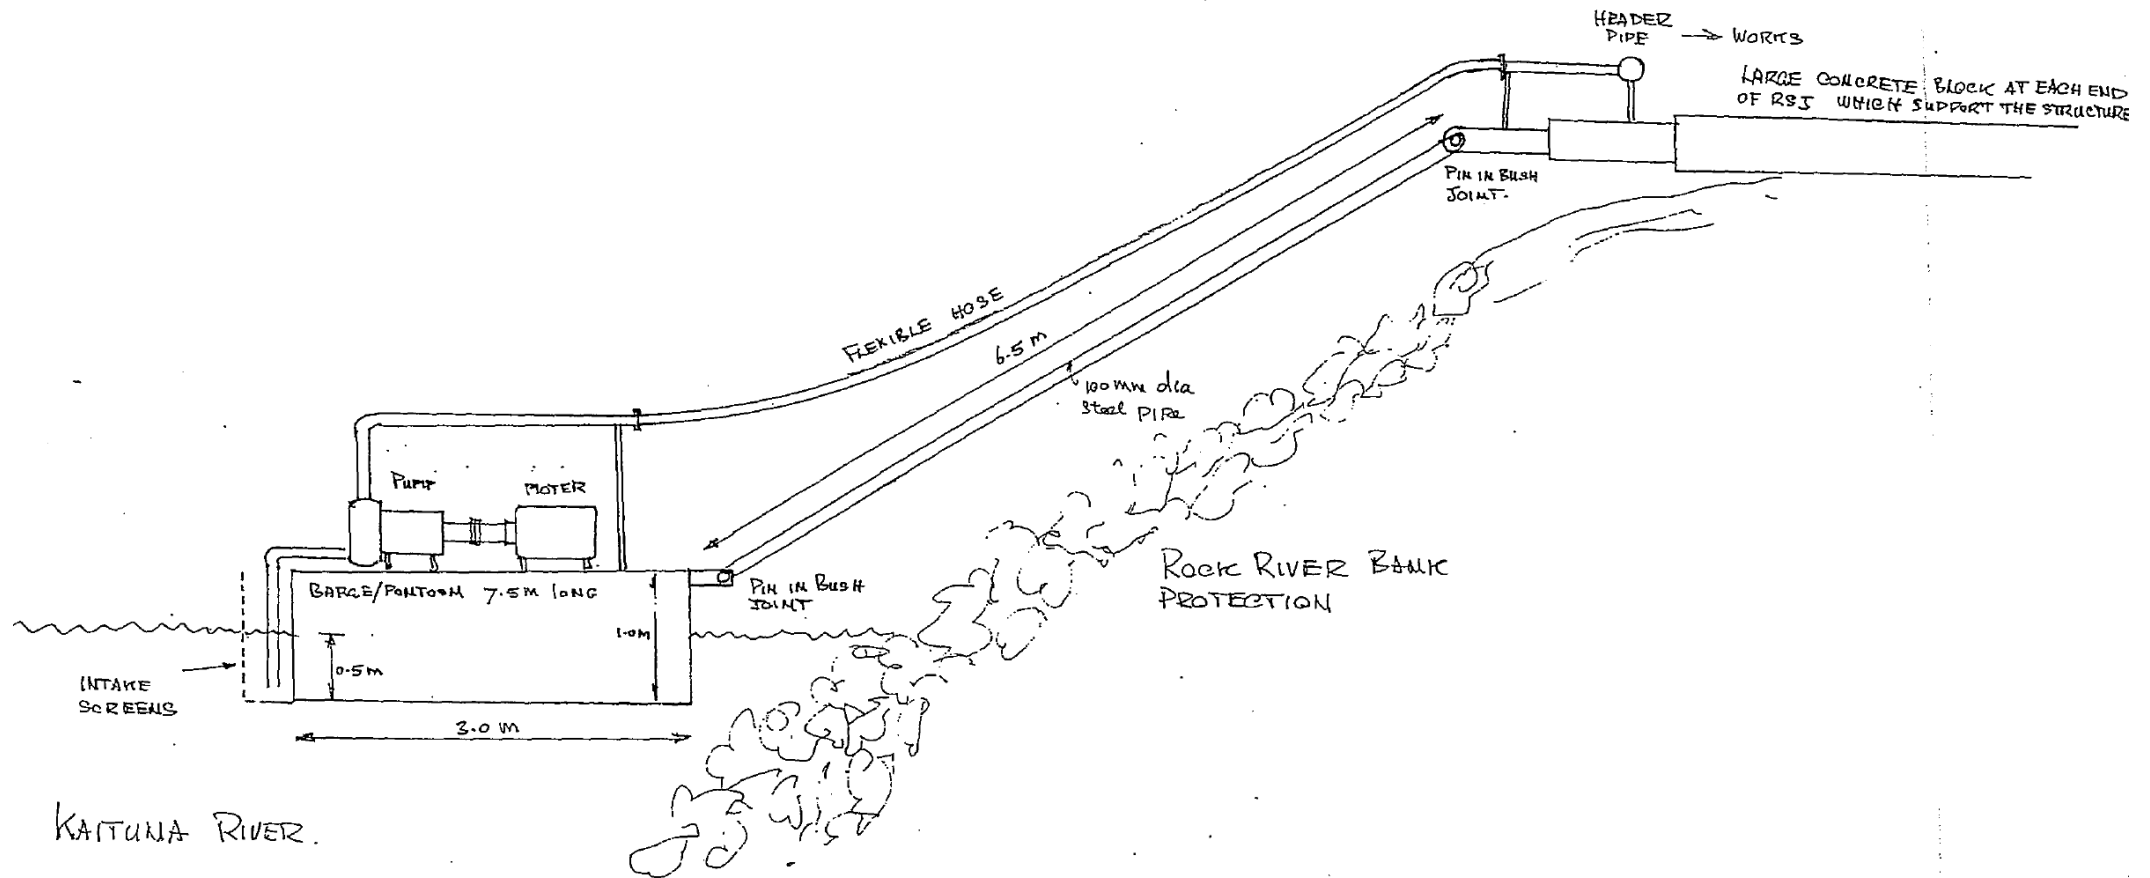 HEADER
PIPE → WORKS
LARGE CONCRETE BLOCK AT EACH END
OF RSJ WHICH SUPPORT THE STRUCTURE
PIN IN BUSH
JOINT.
FLEXIBLE HOSE
6.5 m
100mm dia
Steel PIPe
PUMP
MOTER
BARGE/PONTOON 7.5M lONG
PIN IN BUSH
JOINT
1.0M
0.5m
INTAKE
SCREENS
3.0 m
ROCK RIVER BANK
PROTECTION
KAITUNA RIVER.